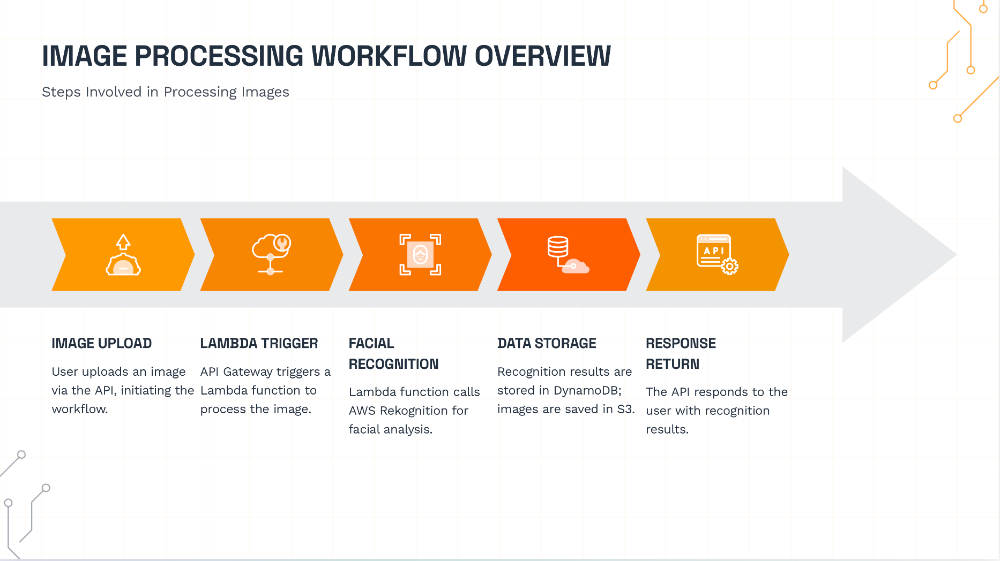 IMAGE PROCESSING WORKFLOW OVERVIEW
Steps Involved in Processing Images
API
IMAGE UPLOAD
User uploads an image
via the API, initiating the
workflow.
LAMBDA TRIGGER
API Gateway triggers a
Lambda function to
process the image.
FACIAL
RECOGNITION
Lambda function calls
AWS Rekognition for
facial analysis.
DATA STORAGE
Recognition results are
stored in DynamoDB;
images are saved in S3.
RESPONSE
RETURN
The API responds to the
user with recognition
results.